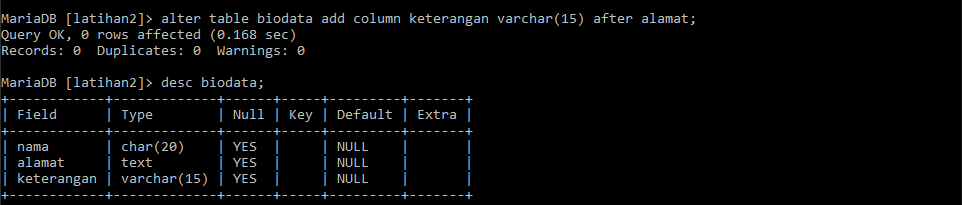 MariaDB [latihan2]> alter table biodata add column keterangan varchar(15) after alamat;
Query OK, 0 rows affected (0.168 sec)
Records: 0  Duplicates: 0  Warnings: 0

MariaDB [latihan2]> desc biodata;
+------------+-------------+------+-----+---------+-------+
| Field      | Type        | Null | Key | Default | Extra |
+------------+-------------+------+-----+---------+-------+
| nama       | char(20)    | YES  |     | NULL    |       |
| alamat     | text        | YES  |     | NULL    |       |
| keterangan | varchar(15) | YES  |     | NULL    |       |
+------------+-------------+------+-----+---------+-------+